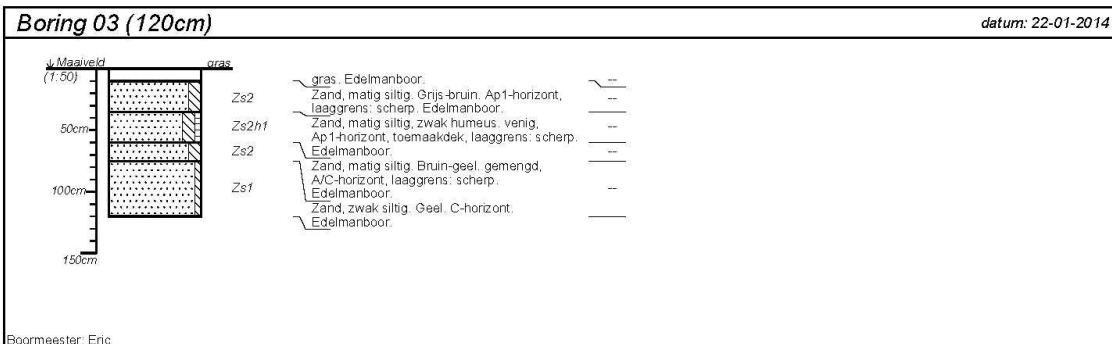 Boring 03 (120cm)
datum: 22-01-2014
↓ Maaiveld
gras
(1:50)
50cm
100cm
150cm
Zs2
Zs2h1
Zs2
Zs1
gras. Edelmanboor.
Zand, matig siltig. Grijs-bruin. Ap1-horizont,
laaggrens: scherp. Edelmanboor.
Zand, matig siltig, zwak humeus. venig,
Ap1-horizont, toemaakdek, laaggrens: scherp.
Edelmanboor.
Zand, matig siltig. Bruin-geel. gemengd,
A/C-horizont, laaggrens: scherp.
Edelmanboor.
Zand, zwak siltig. Geel. C-horizont.
Edelmanboor.
--
--
--
--
--
Boormeester: Eric